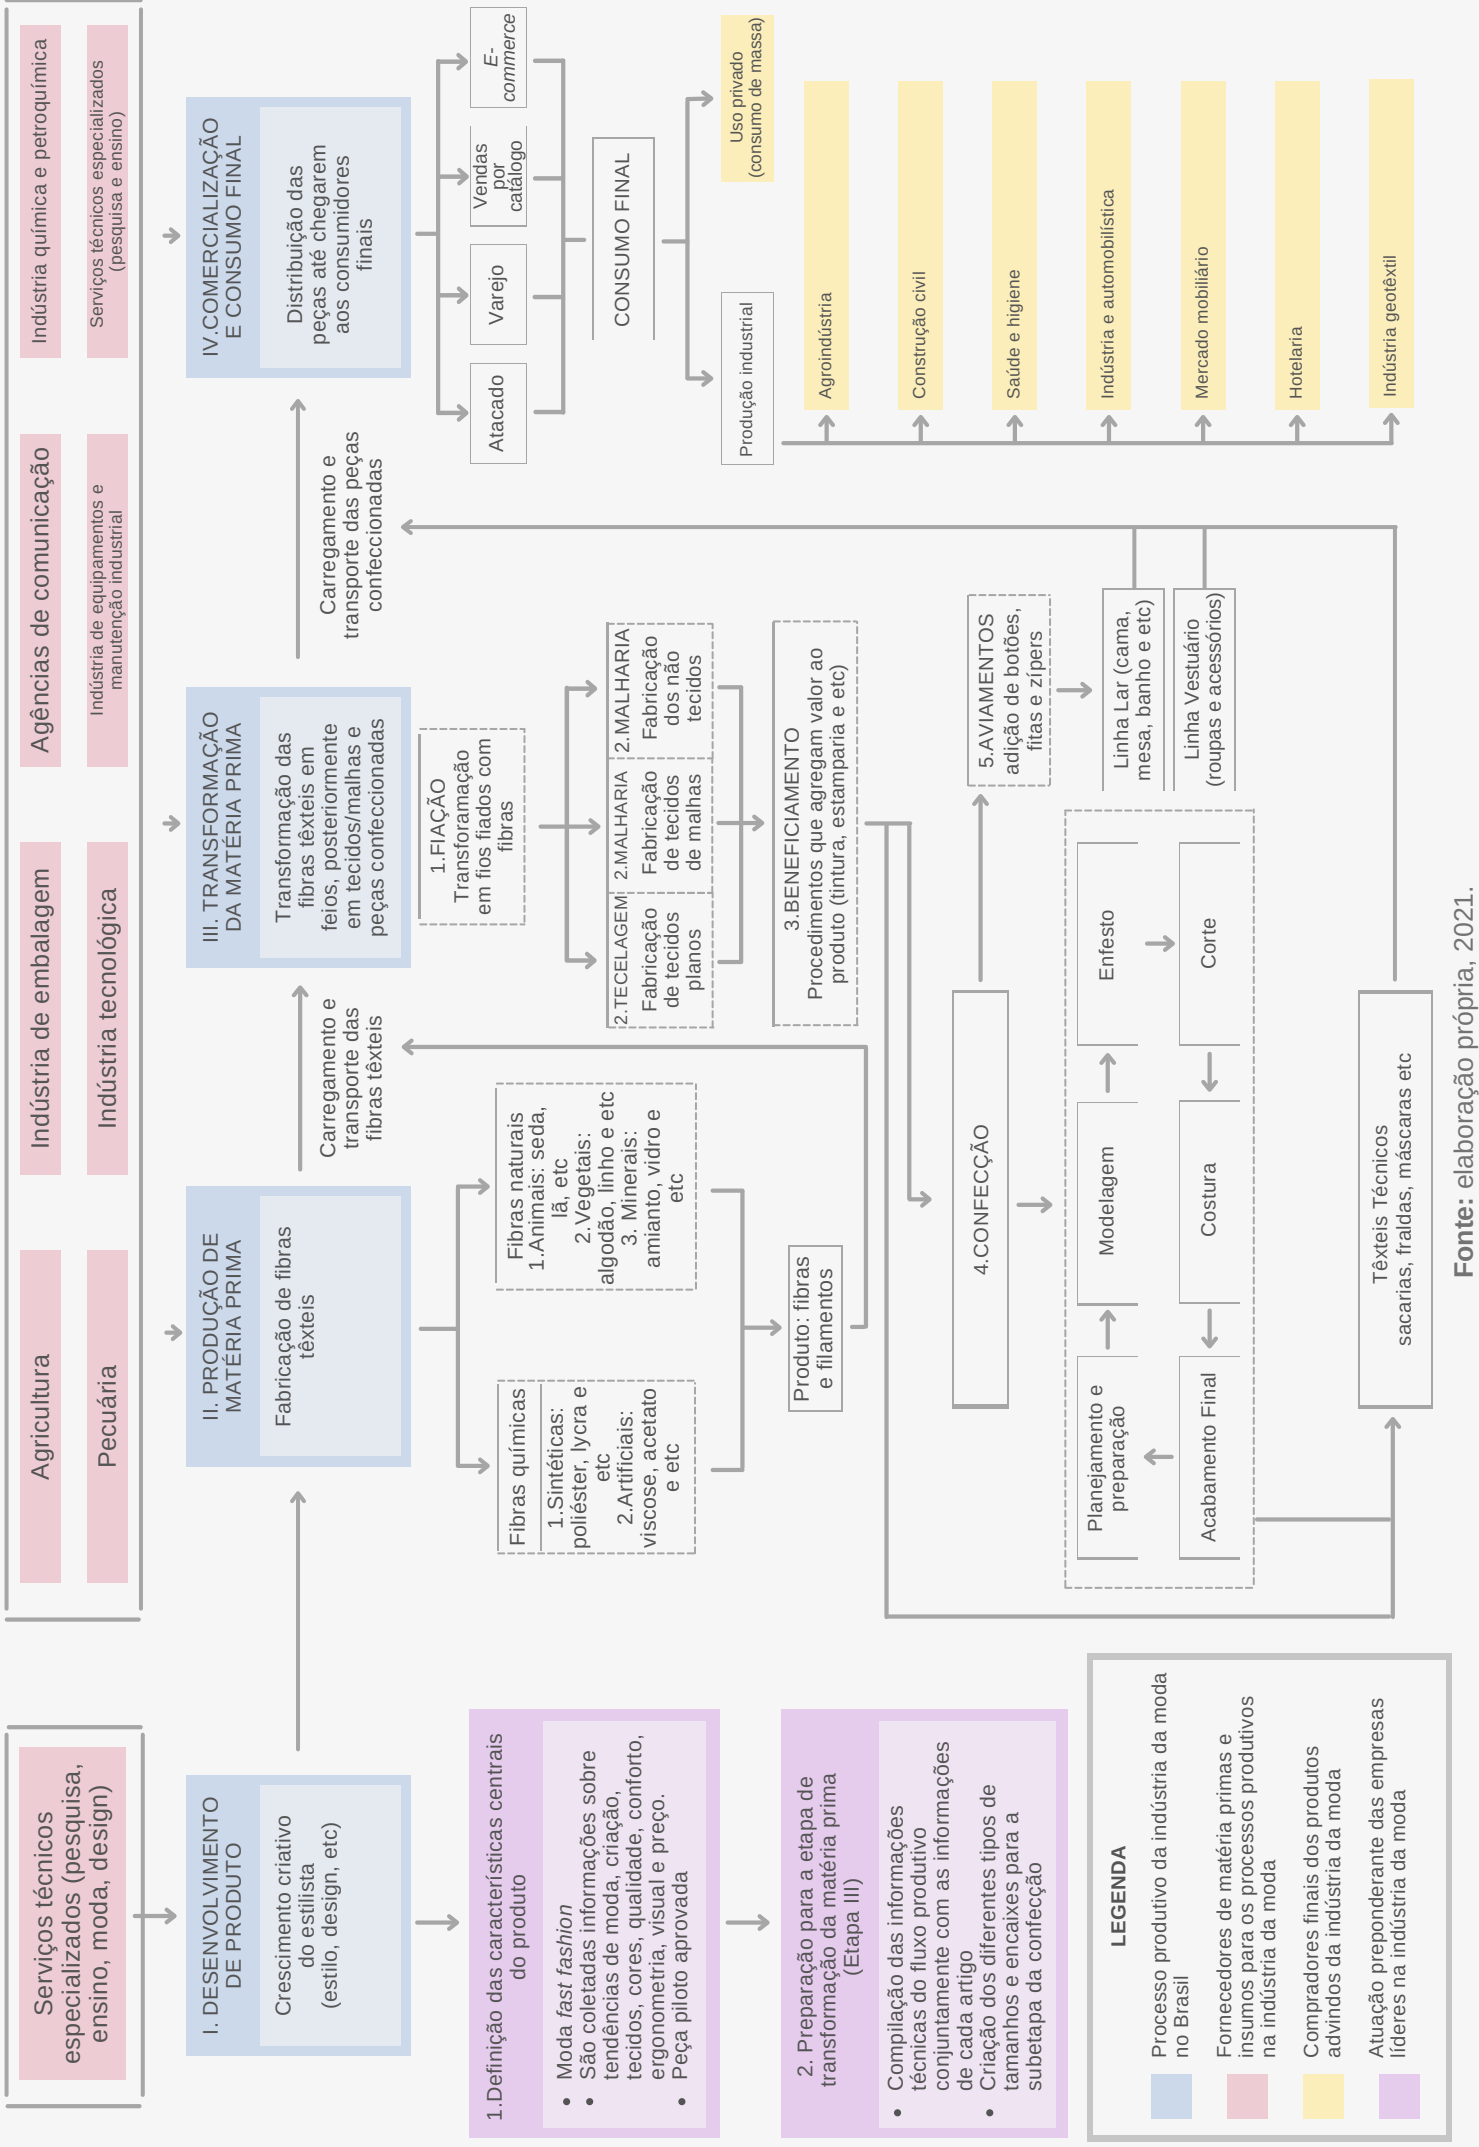 Serviços técnicos
especializados (pesquisa,
ensino, moda, design)
Agricultura
Pecuária
Indústria de embalagem
Indústria tecnológica
Agências de comunicação
Indústria de equipamentos e
manutenção industrial
Indústria química e petroquímica
Serviços técnicos especializados
(pesquisa e ensino)
I. DESENVOLVIMENTO
DE PRODUTO
Crescimento criativo
do estilista
(estilo, design, etc)
II. PRODUÇÃO DE
MATÉRIA PRIMA
Fabricação de fibras
têxteis
Carregamento e
transporte das
fibras têxteis
III. TRANSFORMAÇÃO
DA MATÉRIA PRIMA
Transformação das
fibras têxteis em
feios, posteriormente
em tecidos/malhas e
peças confeccionadas
Carregamento e
transporte das peças
confeccionadas
IV.COMERCIALIZAÇÃO
E CONSUMO FINAL
Distribuição das
peças até chegarem
aos consumidores
finais
1.Definição das características centrais
do produto
• Moda fast fashion
• São coletadas informações sobre
tendências de moda, criação,
tecidos, cores, qualidade, conforto,
ergonometria, visual e preço.
• Peça piloto aprovada
2. Preparação para a etapa de
transformação da matéria prima
(Etapa III)
• Compilação das informações
técnicas do fluxo produtivo
conjuntamente com as informações
de cada artigo
• Criação dos diferentes tipos de
tamanhos e encaixes para a
subetapa da confecção
Fibras químicas
1.Sintéticas:
poliéster, lycra e
etc
2.Artificiais:
viscose, acetato
e etc
Fibras naturais
1.Animais: seda,
lã, etc
2.Vegetais:
algodão, linho e etc
3. Minerais:
amianto, vidro e
etc
Produto: fibras
e filamentos
1.FIAÇÃO
Transforamação
em fios fiados com
fibras
2.TECELAGEM
Fabricação
de tecidos
planos
2.MALHARIA
Fabricação
de tecidos
de malhas
2.MALHARIA
Fabricação
dos não
tecidos
3.BENEFICIAMENTO
Procedimentos que agregam valor ao
produto (tintura, estamparia e etc)
4.CONFECÇÃO
5.AVIAMENTOS
adição de botões,
fitas e zípers
Planejamento e
preparação
Modelagem
Enfesto
Acabamento Final
Costura
Corte
Linha Lar (cama,
mesa, banho e etc)
Linha Vestuário
(roupas e acessórios)
Têxteis Técnicos
sacarias, fraldas, máscaras etc
Atacado
Varejo
Vendas
por
catálogo
E-
commerce
CONSUMO FINAL
Produção industrial
Uso privado
(consumo de massa)
Agroindústria
Construção civil
Saúde e higiene
Indústria e automobilística
Mercado mobiliário
Hotelaria
Indústria geotêxtil
LEGENDA
Processo produtivo da indústria da moda
no Brasil
Fornecedores de matéria primas e
insumos para os processos produtivos
na indústria da moda
Compradores finais dos produtos
advindos da indústria da moda
Atuação preponderante das empresas
líderes na indústria da moda
Fonte: elaboração própria, 2021.